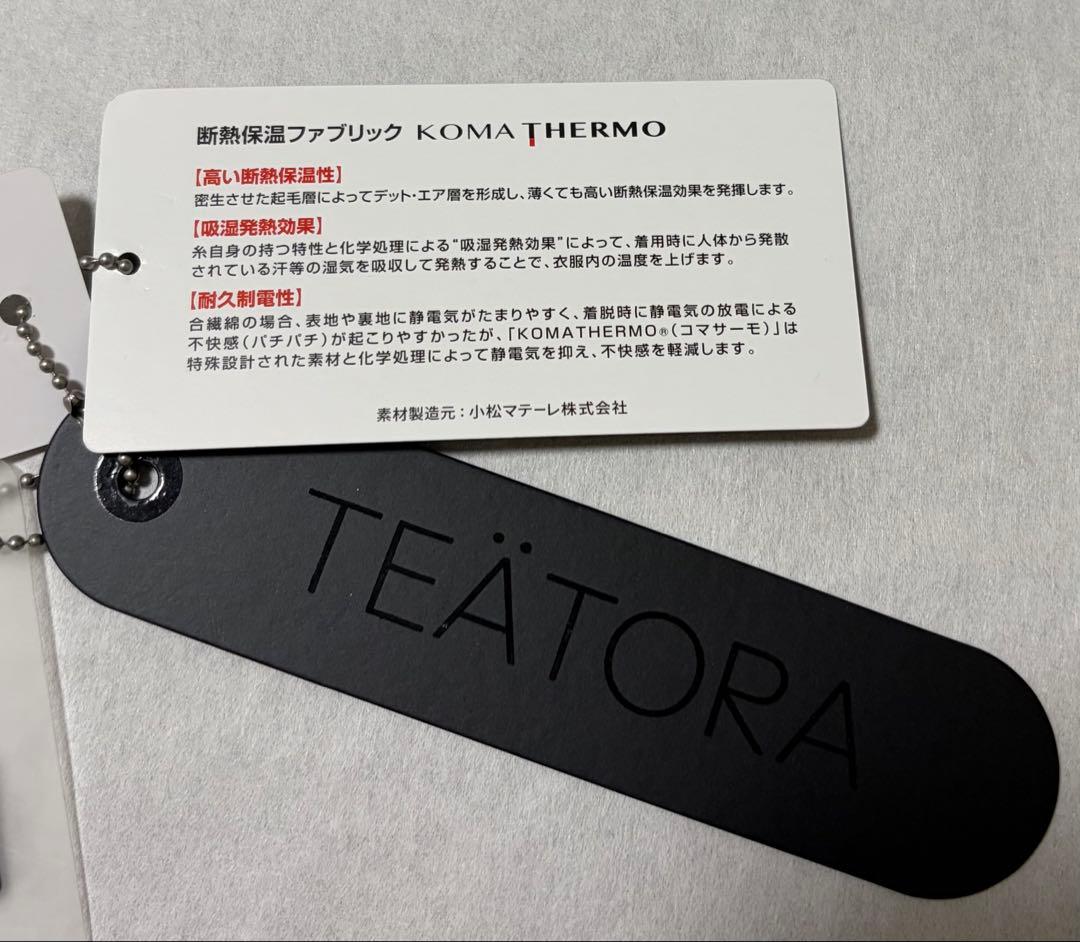 断熱保温ファブリック KOMATHERMO
【高い断熱保温性】
密生させた起毛層によってデット・エア層を形成し、薄くても高い断熱保温効果を発揮します。
【吸湿発熱効果】
糸自身の持つ特性と化学処理による“吸湿発熱効果”によって、着用時に人体から発散
されている汗等の湿気を吸収して発熱することで、衣服内の温度を上げます。
【耐久制電性】
合繊綿の場合、表地や裏地に静電気がたまりやすく、着脱時に静電気の放電による
不快感(パチパチ)が起こりやすかったが、「KOMATHERMO®(コマサーモ)」は
特殊設計された素材と化学処理によって静電気を抑え、不快感を軽減します。
素材製造元：小松マテーレ株式会社
TEÄTORA